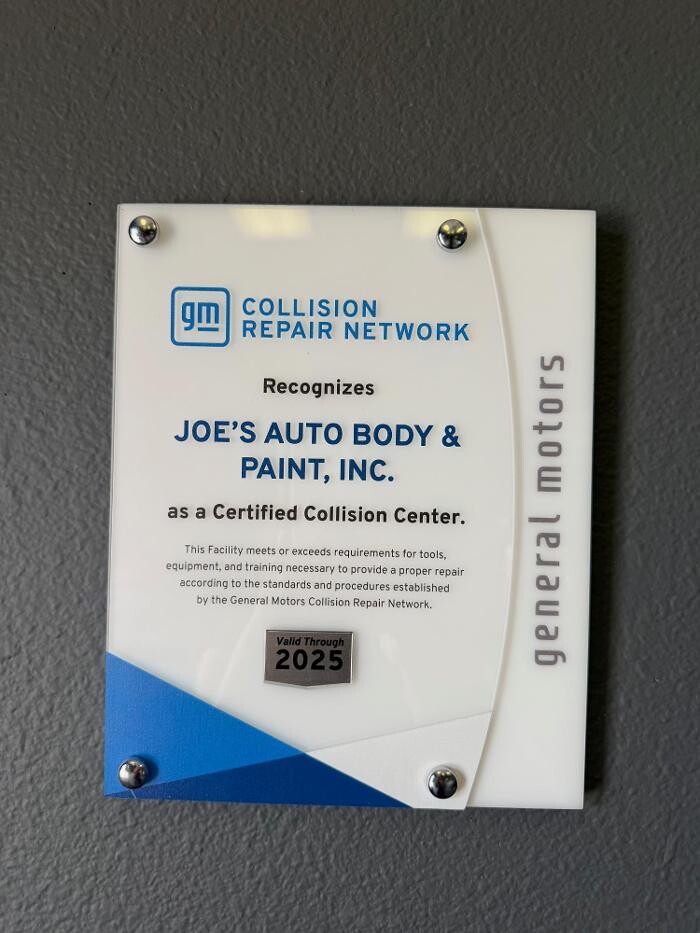 gm COLLISION
REPAIR NETWORK
Recognizes
JOE'S AUTO BODY &
PAINT, INC.
as a Certified Collision Center.
This Facility meets or exceeds requirements for tools,
equipment, and training necessary to provide a proper repair
according to the standards and procedures established
by the General Motors Collision Repair Network.
Valid Through
2025
general motors